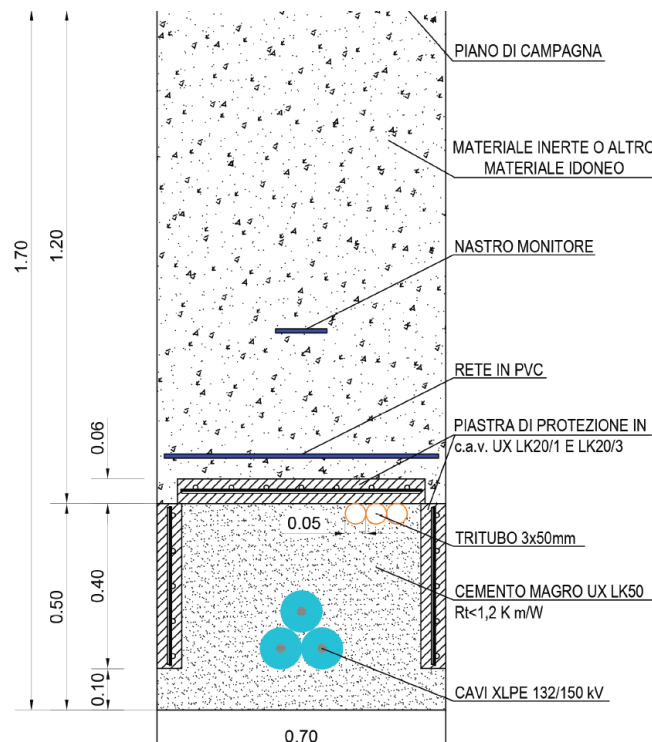 PIANO DI CAMPAGNA
MATERIALE INERTE O ALTRO
MATERIALE IDONEO
NASTRO MONITORE
RETE IN PVC
PIASTRA DI PROTEZIONE IN
c.a.v. UX LK20/1 E LK20/3
TRITUBO 3x50mm
CEMENTO MAGRO UX LK50
Rt<1,2 K m/W
CAVI XLPE 132/150 kV
1.70
1.20
0.06
0.50
0.40
0.10
0.05
0.70